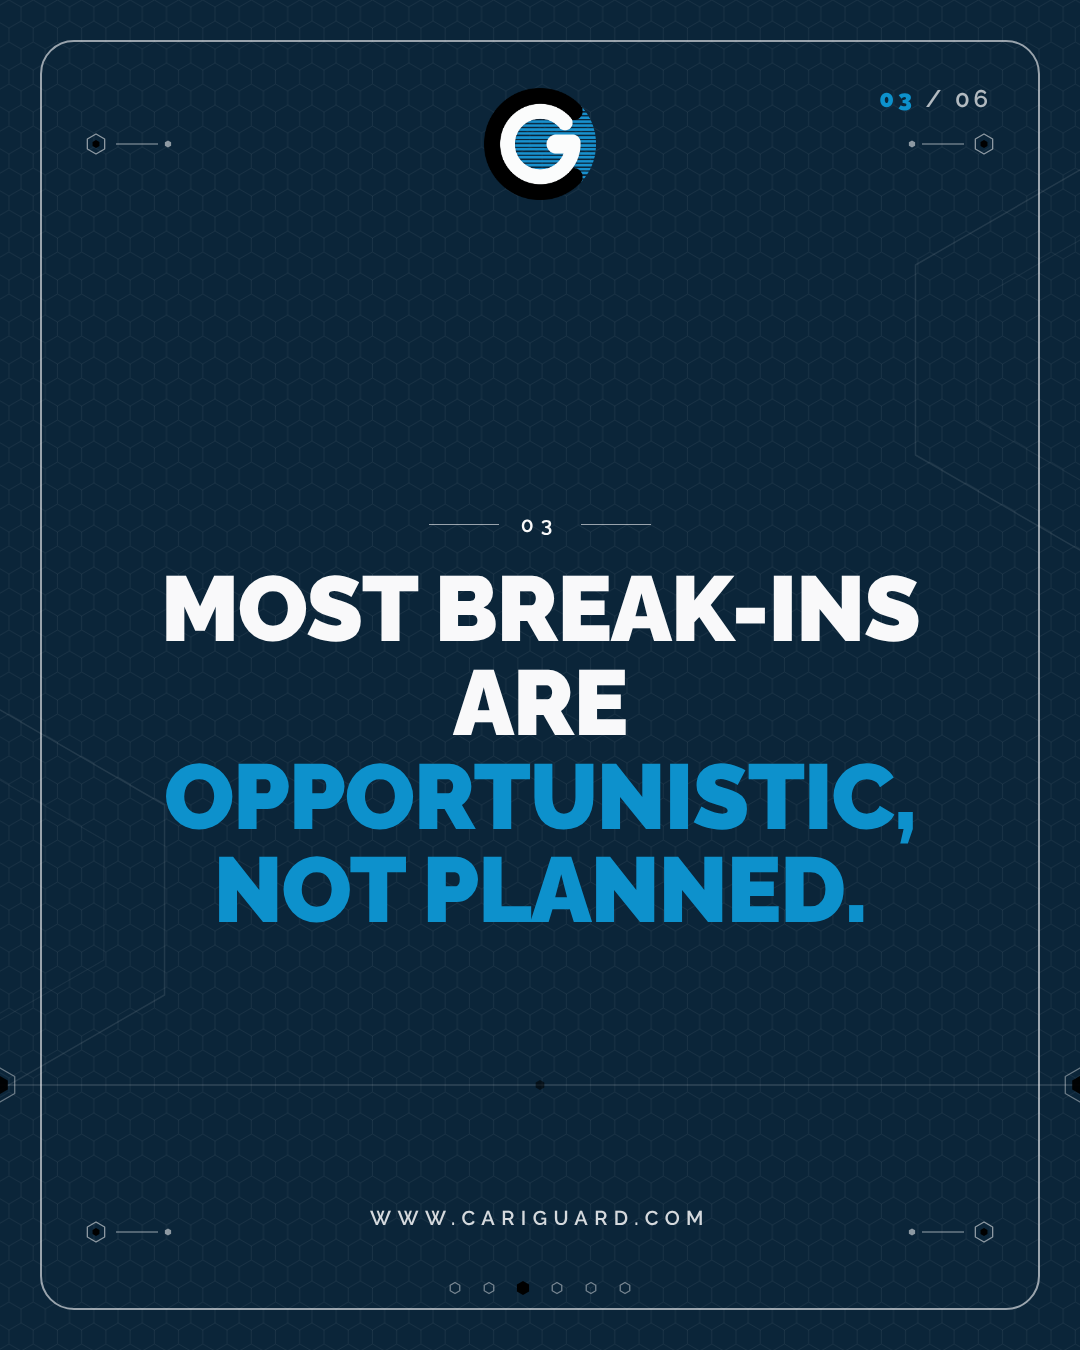 03 / 06
03
MOST BREAK-INS
ARE
OPPORTUNISTIC,
NOT PLANNED.
WWW.CARIGUARD.COM